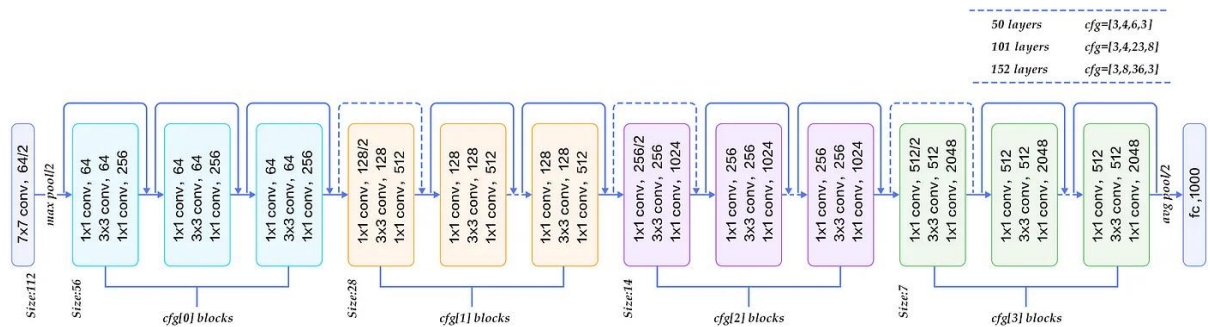 50 layers cfg=[3,4,6,3]
101 layers cfg=[3,4,23,8]
152 layers cfg=[3,8,36,3]
7x7 conv, 64/2
max pool/2
1x1 conv, 64
3x3 conv, 64
1x1 conv, 256
1x1 conv, 64
3x3 conv, 64
1x1 conv, 256
1x1 conv, 64
3x3 conv, 64
1x1 conv, 256
1x1 conv, 128/2
3x3 conv, 128
1x1 conv, 512
1x1 conv, 128
3x3 conv, 128
1x1 conv, 512
1x1 conv, 128
3x3 conv, 128
1x1 conv, 512
1x1 conv, 256/2
3x3 conv, 256
1x1 conv, 1024
1x1 conv, 256
3x3 conv, 256
1x1 conv, 1024
1x1 conv, 256
3x3 conv, 256
1x1 conv, 1024
1x1 conv, 512/2
3x3 conv, 512
1x1 conv, 2048
1x1 conv, 512
3x3 conv, 512
1x1 conv, 2048
1x1 conv, 512
3x3 conv, 512
1x1 conv, 2048
avg pool/2
fc ,1000
Size:112
Size:56
cfg[0] blocks
Size:28
cfg[1] blocks
Size:14
cfg[2] blocks
Size:7
cfg[3] blocks